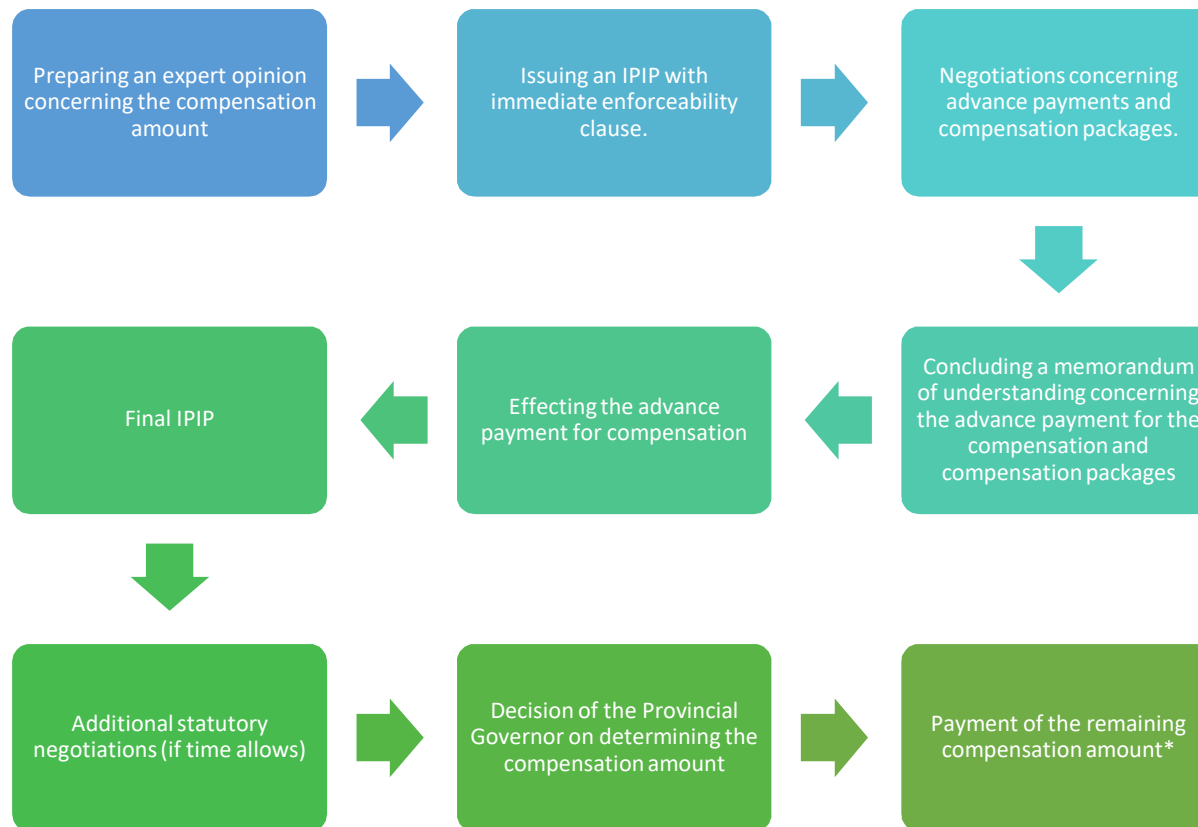 Preparing an expert opinion
concerning the compensation
amount
Issuing an IPIP with
immediate enforceability
clause.
Negotiations concerning
advance payments and
compensation packages.
Concluding a memorandum
of understanding concerning
the advance payment for the
compensation and
compensation packages
Effecting the advance
payment for compensation
Final IPIP
Additional statutory
negotiations (if time allows)
Decision of the Provincial
Governor on determining the
compensation amount
Payment of the remaining
compensation amount*